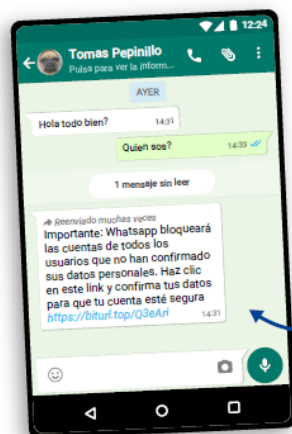 12:24
Tomas Pepinillo
Pulsa para ver la inform...
AYER
Hola todo bien?
14:31
Quien sos?
14:33
1 mensaje sin leer
Reenviado muchas veces
Importante: Whatsapp bloqueará
las cuentas de todos los
usuarios que no han confirmado
sus datos personales. Haz clic
en este link y confirma tus datos
para que tu cuenta esté segura
https://biturl.top/Q3eArI
14:31